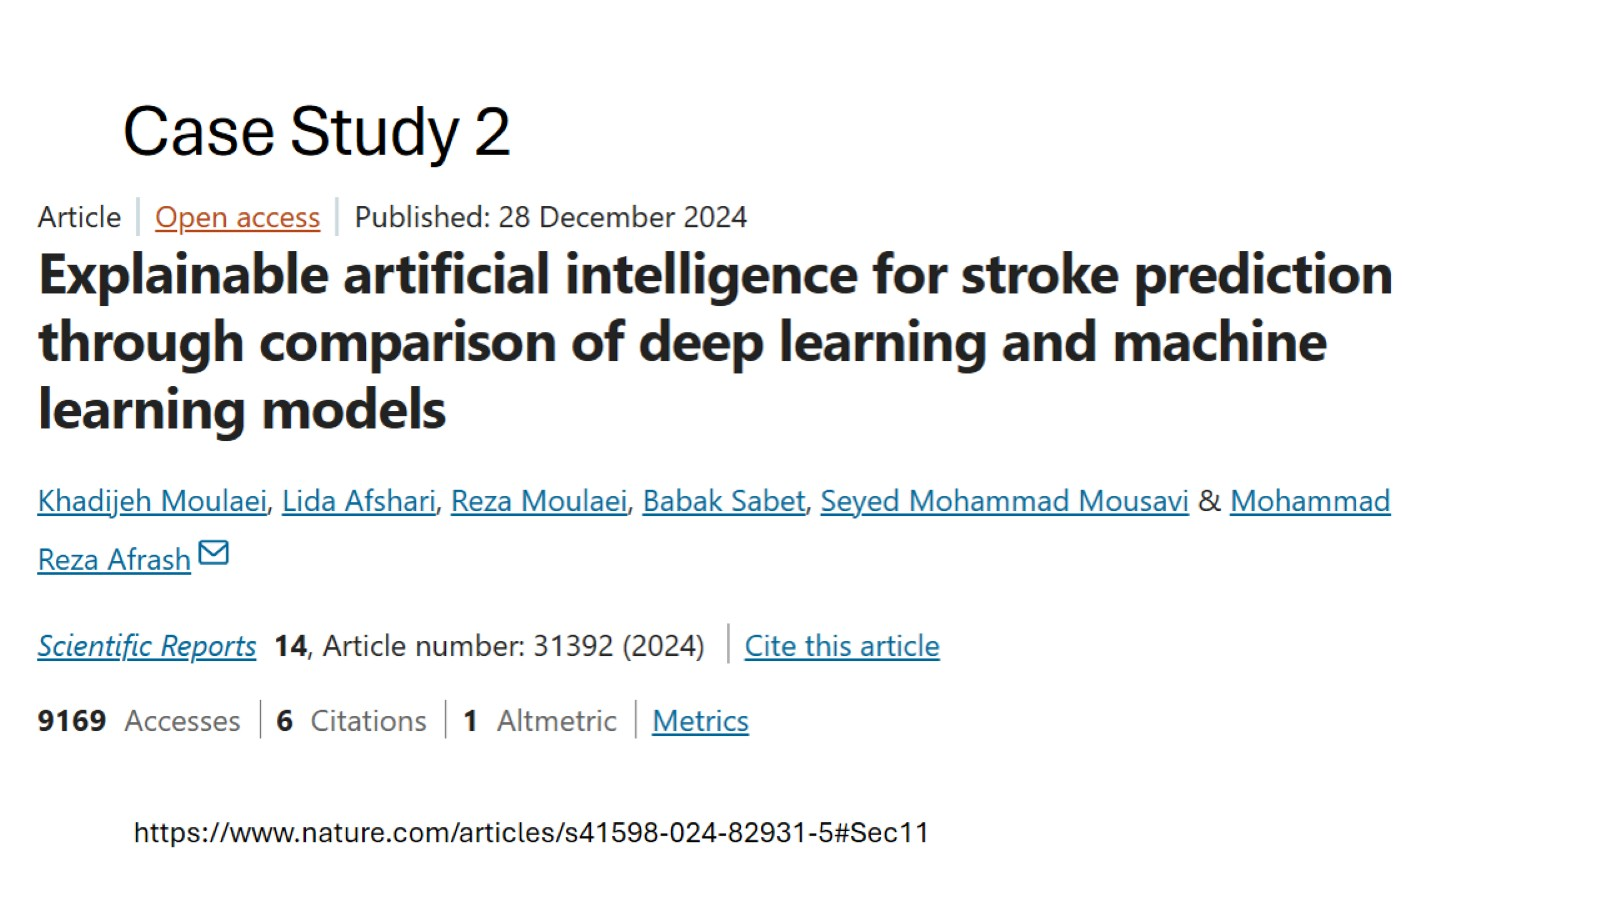 Case Study 2
Article | Open access | Published: 28 December 2024
Explainable artificial intelligence for stroke prediction
through comparison of deep learning and machine
learning models
Khadijeh Moulaei, Lida Afshari, Reza Moulaei, Babak Sabet, Seyed Mohammad Mousavi & Mohammad
Reza Afrash
Scientific Reports 14, Article number: 31392 (2024) | Cite this article
9169 Accesses | 6 Citations | 1 Altmetric | Metrics
https://www.nature.com/articles/s41598-024-82931-5#Sec11